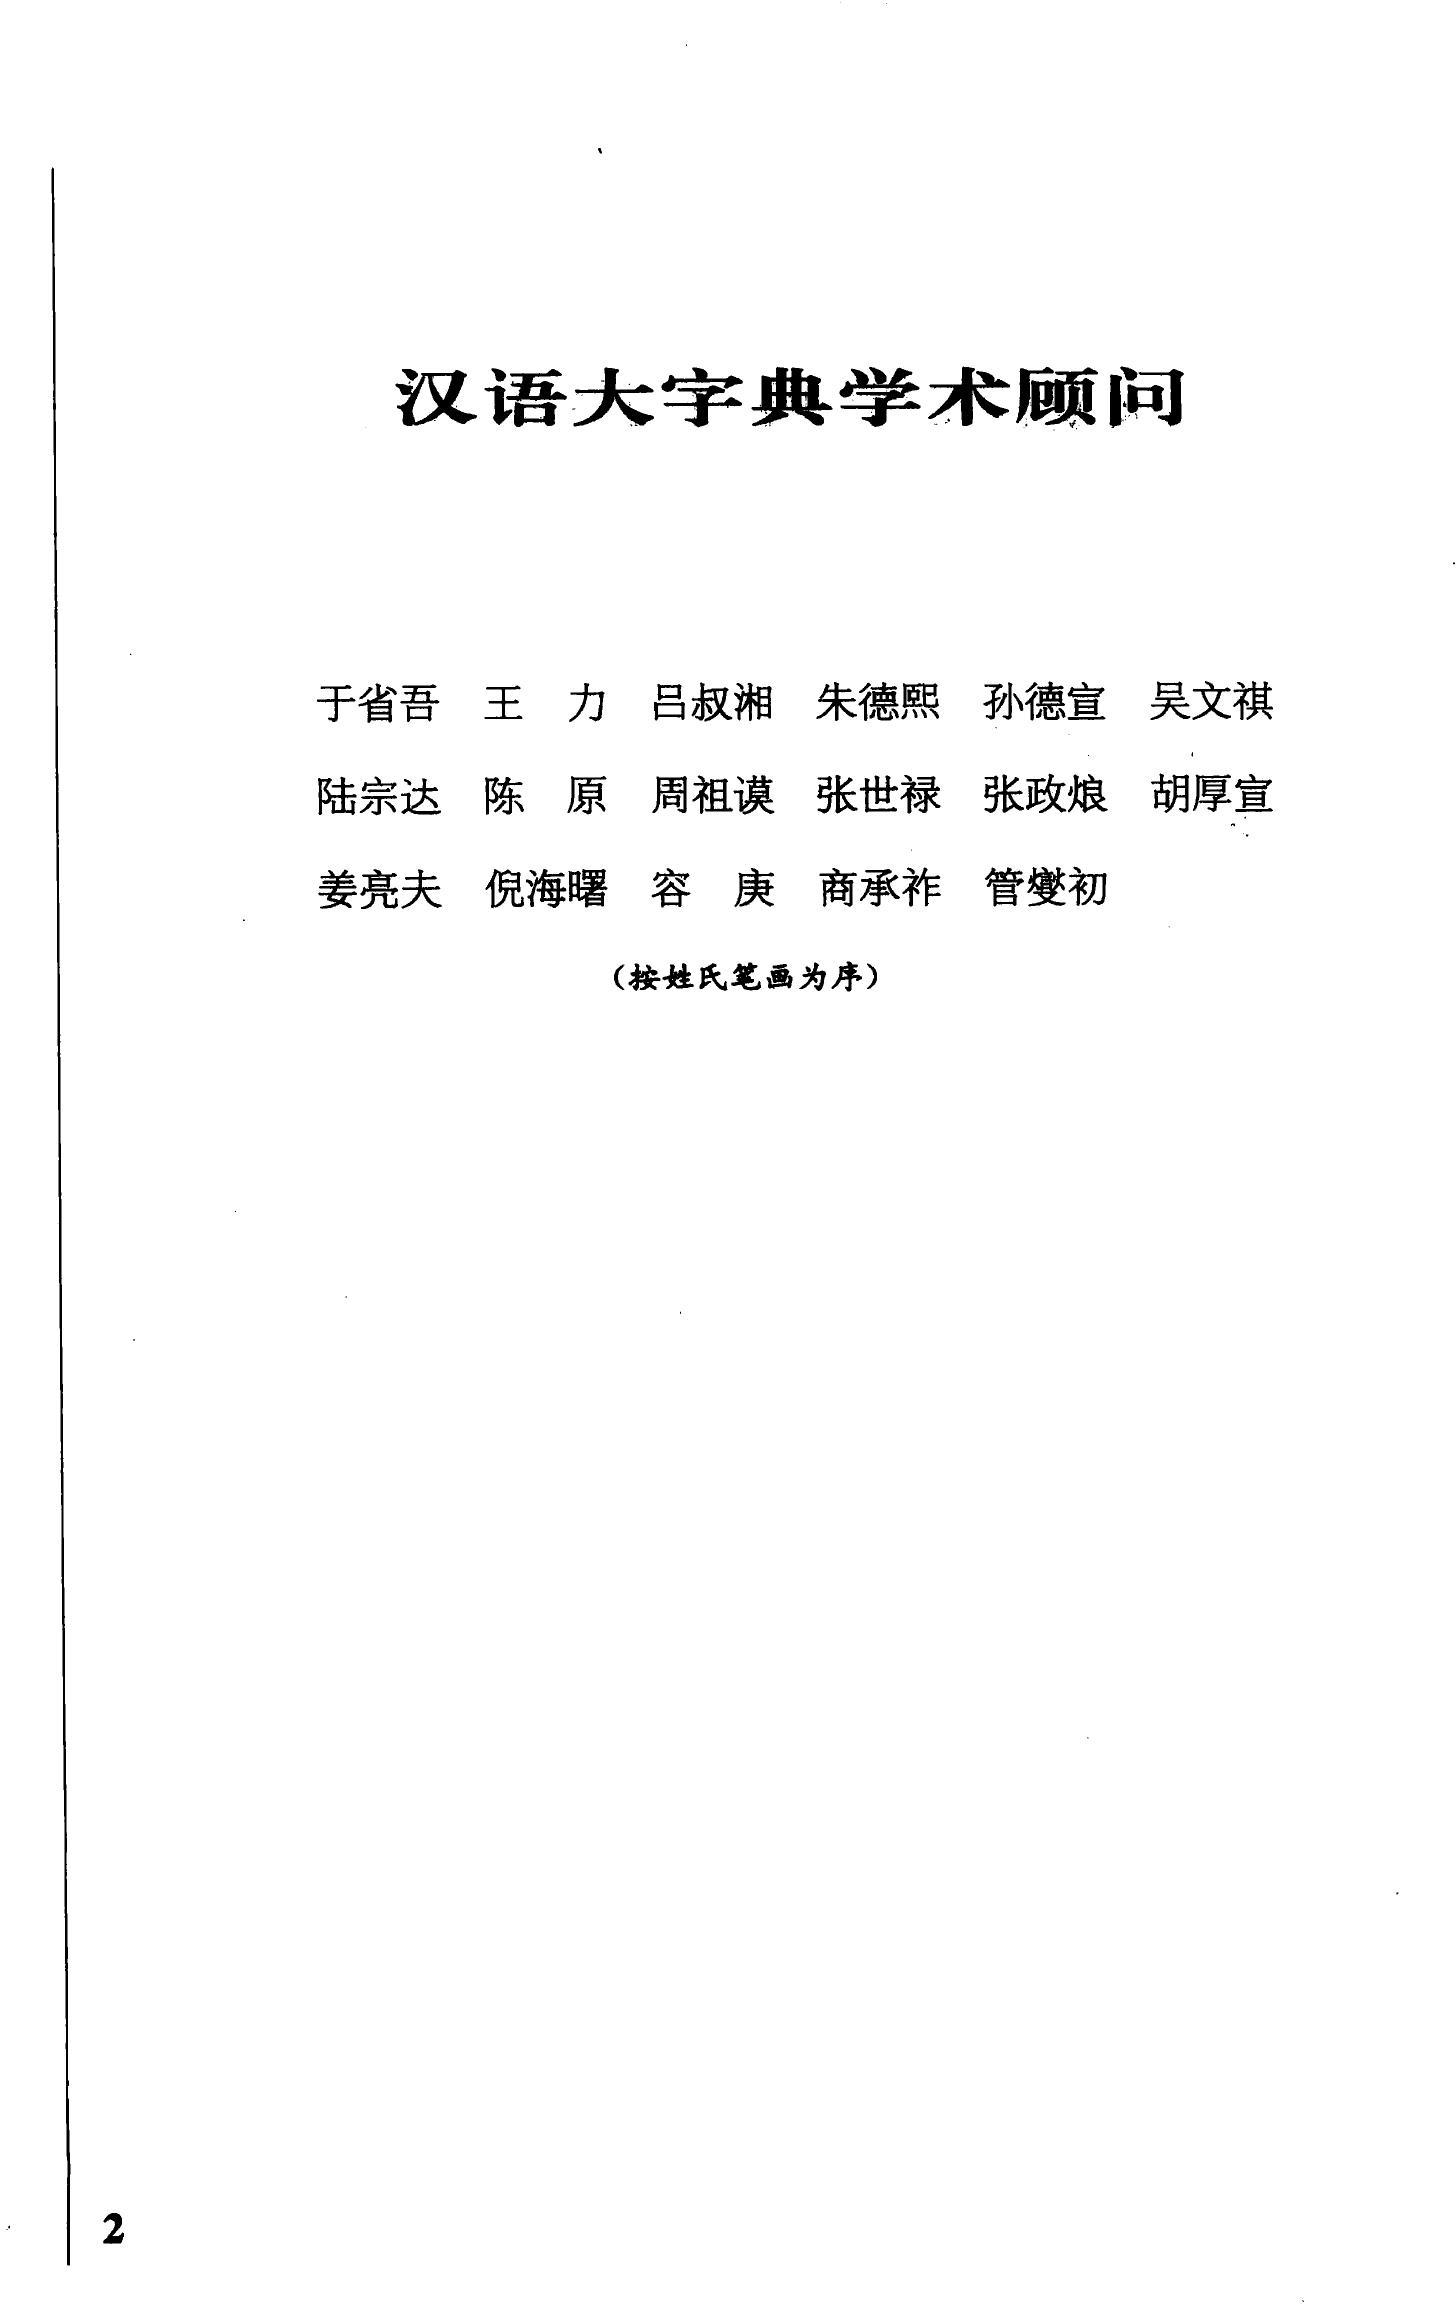 汉语大字典学术顾问
于省吾 王 力 吕叔湘 朱德熙 孙德宣 吴文祺
陆宗达 陈 原 周祖谟 张世禄 张政烺 胡厚宣
姜亮夫 倪海曙 容 庚 商承祚 管燮初
（按姓氏笔画为序）
2